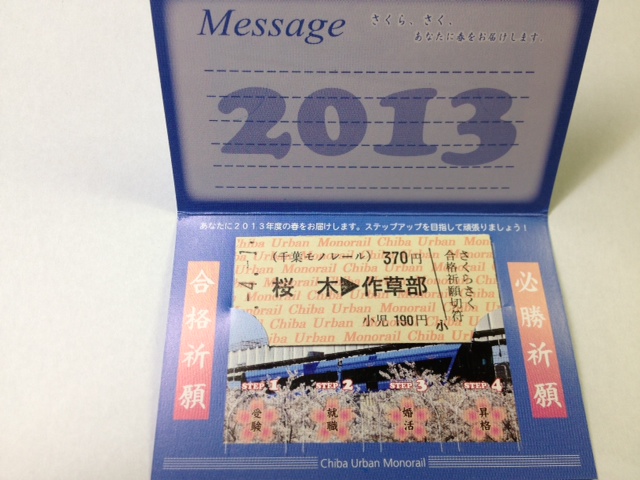 Message
さくら、さく、
あなたに春をお届けします。
2013
あなたに2013年度の春をお届けします。ステップアップを目指して頑張りましょう！
合格祈願
必勝祈願
(千葉モノレール) 370円
桜 木▶作草部
小児 190円
小
さくらさく
合格祈願切符
Chiba Urban Monorail Chiba Urban
STEP 1
受験
STEP 2
就職
STEP 3
婚活
STEP 4
昇格
Chiba Urban Monorail